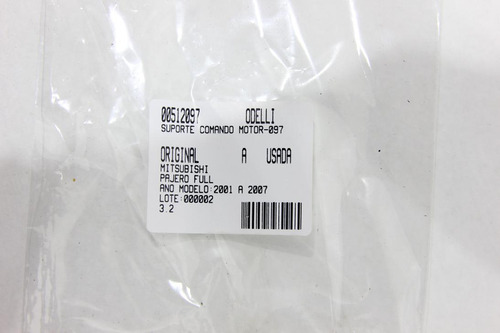 00512097 ODELLI
SUPORTE COMANDO MOTOR-097
ORIGINAL A USADA
MITSUBISHI
PAJERO FULL
ANO MODELO:2001 A 2007
LOTE:000002
3.2